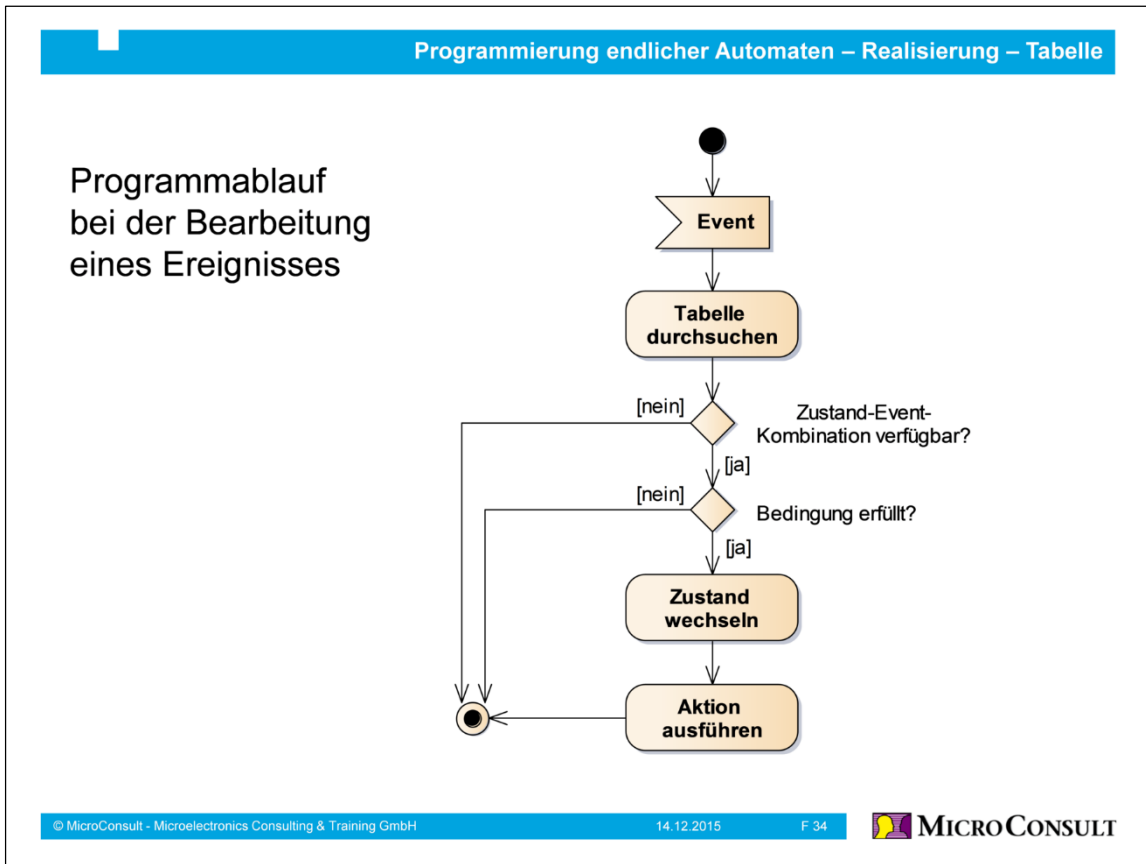 Programmierung endlicher Automaten – Realisierung – Tabelle
Programmablauf
bei der Bearbeitung
eines Ereignisses
Event
Tabelle
durchsuchen
[nein]
Zustand-Event-
Kombination verfügbar?
[ja]
[nein]
Bedingung erfüllt?
[ja]
Zustand
wechseln
Aktion
ausführen
© MicroConsult - Microelectronics Consulting & Training GmbH
14.12.2015
F 34
MICROCONSULT